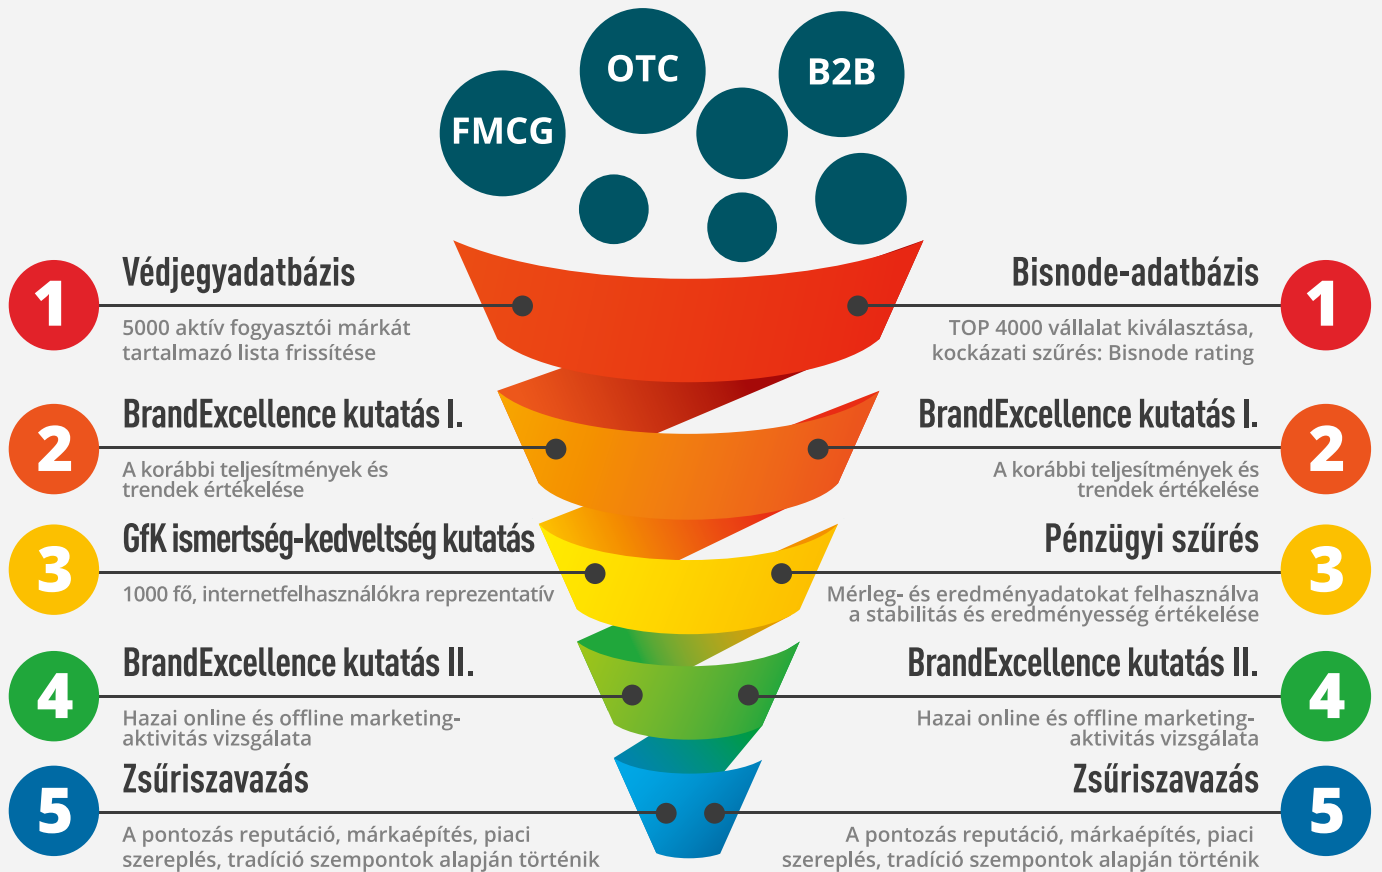 OTC
B2B
FMCG
1
Védjegyadatbázis
5000 aktív fogyasztói márkát
tartalmazó lista frissítése
Bisnode-adatbázis
TOP 4000 vállalat kiválasztása,
kockázati szűrés: Bisnode rating
1
2
BrandExcellence kutatás I.
A korábbi teljesítmények és
trendek értékelése
BrandExcellence kutatás I.
A korábbi teljesítmények és
trendek értékelése
2
3
GfK ismertség-kedveltség kutatás
1000 fő, internetfelhasználókra reprezentatív
Pénzügyi szűrés
Mérleg- és eredményadatokat felhasználva
a stabilitás és eredményesség értékelése
3
4
BrandExcellence kutatás II.
Hazai online és offline marketing-
aktivitás vizsgálata
BrandExcellence kutatás II.
Hazai online és offline marketing-
aktivitás vizsgálata
4
5
Zsűriszavazás
A pontozás reputáció, márkaépítés, piaci
szereplés, tradíció szempontok alapján történik
Zsűriszavazás
A pontozás reputáció, márkaépítés, piaci
szereplés, tradíció szempontok alapján történik
5